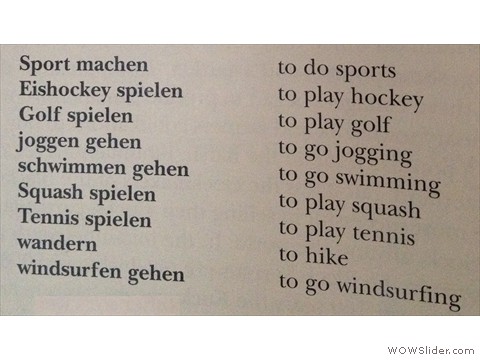 Sport machen to do sports
Eishockey spielen to play hockey
Golf spielen to play golf
joggen gehen to go jogging
schwimmen gehen to go swimming
Squash spielen to play squash
Tennis spielen to play tennis
wandern to hike
windsurfen gehen to go windsurfing
WOWSlider.com